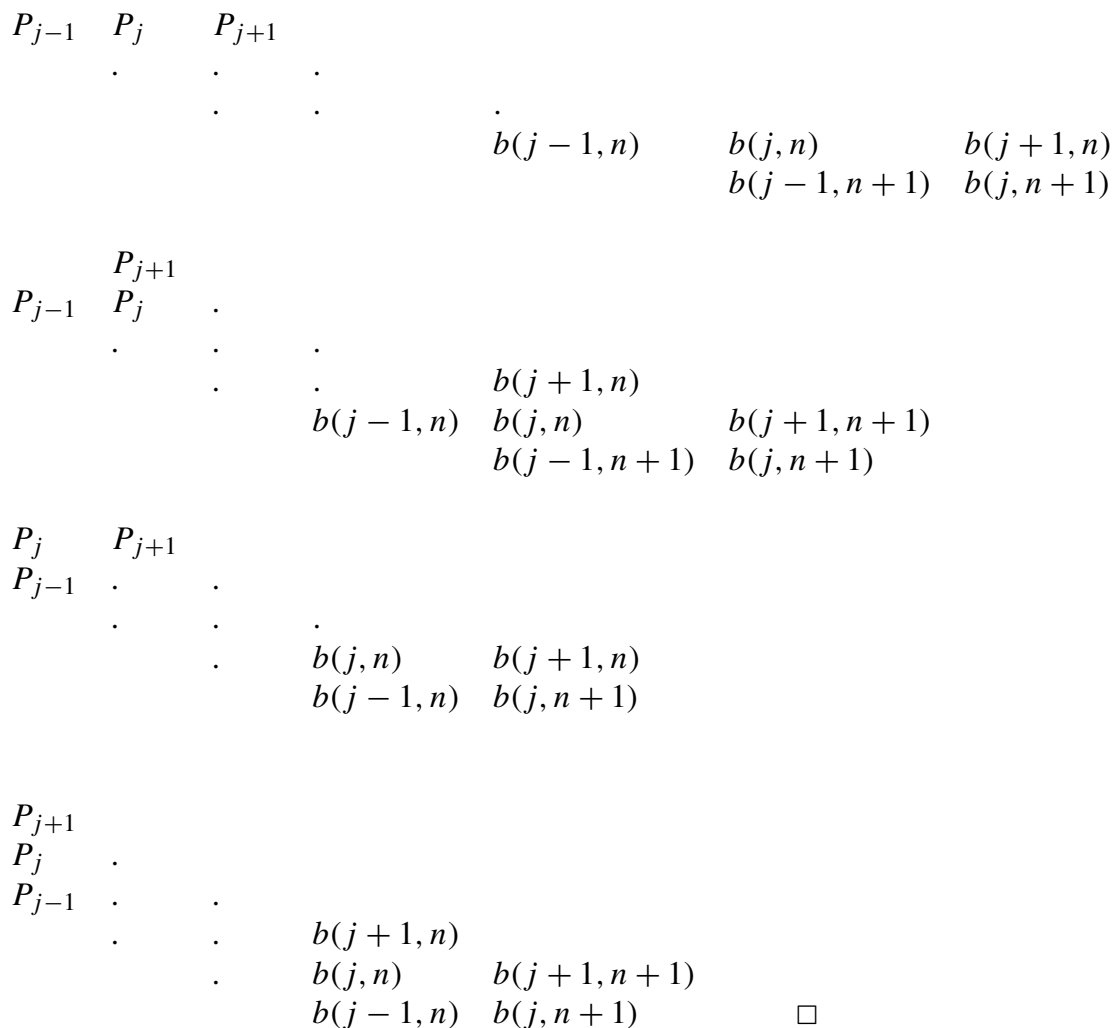 P_{j−1} P_j P_{j+1}
. . .
. . .
b(j − 1, n) b(j, n) b(j + 1, n)
b(j − 1, n + 1) b(j, n + 1)
P_{j+1}
P_{j−1} P_j .
. . .
. . b(j + 1, n)
b(j − 1, n) b(j, n) b(j + 1, n + 1)
b(j − 1, n + 1) b(j, n + 1)
P_j P_{j+1}
P_{j−1} . .
. . .
. b(j, n) b(j + 1, n)
b(j − 1, n) b(j, n + 1)
P_{j+1}
P_j .
P_{j−1} . .
. . b(j + 1, n)
. b(j, n) b(j + 1, n + 1)
b(j − 1, n) b(j, n + 1) □